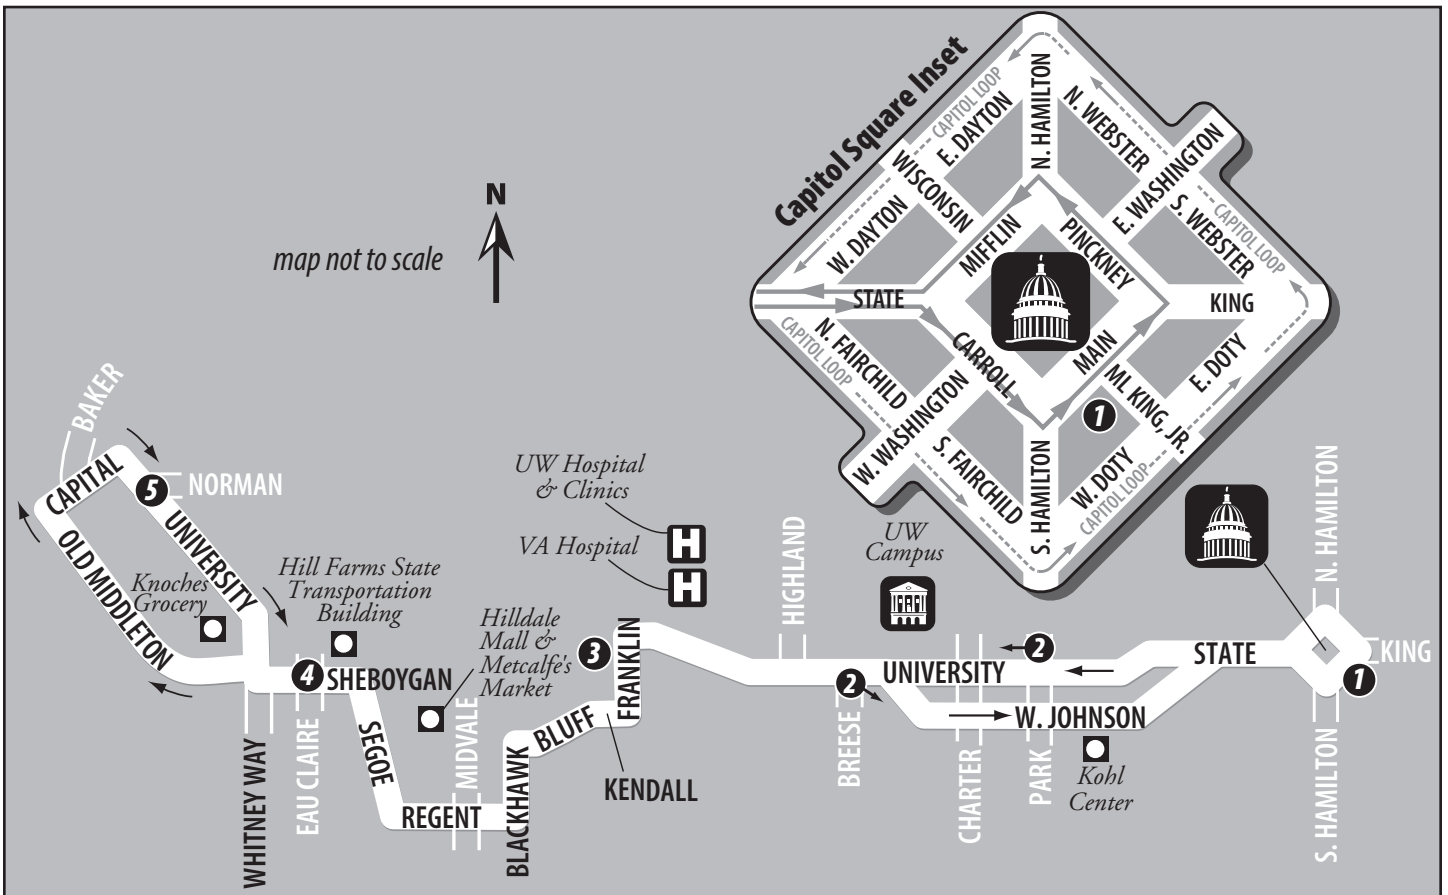 Capitol Square Inset
CAPITOL LOOP
E. DAYTON
N. HAMILTON
N. WEBSTER
WISCONSIN
E. WASHINGTON
W. DAYTON
MIFFLIN
PINCKNEY
S. WEBSTER
CAPITOL LOOP
STATE
KING
N. FAIRCHILD
CAPITOL LOOP
CARROLL
MAIN
E. DOTY
ML KING, JR.
1
W. WASHINGTON
S. FAIRCHILD
S. HAMILTON
W. DOTY
CAPITOL LOOP
N
map not to scale
BAKER
CAPITAL
5
NORMAN
UNIVERSITY
OLD MIDDLETON
Knoches
Grocery
Hill Farms State
Transportation
Building
4
SHEBOYGAN
WHITNEY WAY
EAU CLAIRE
SEGOE
Hilldale
Mall &
Metcalfe's
Market
MIDVALE
REGENT
BLACKHAWK
BLUFF
KENDALL
3
FRANKLIN
UW Hospital
& Clinics
H
VA Hospital
H
HIGHLAND
UW
Campus
2
BREESE
UNIVERSITY
2
CHARTER
PARK
W. JOHNSON
Kohl
Center
STATE
N. HAMILTON
KING
1
S. HAMILTON